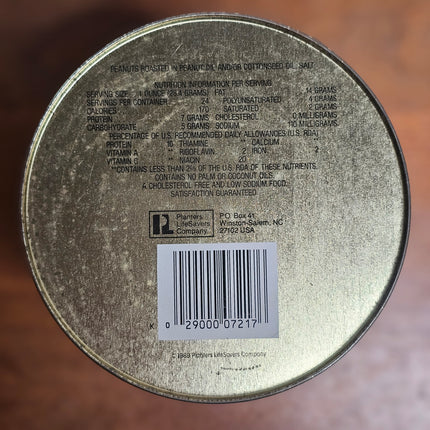 PEANUTS ROASTED IN PEANUT OIL AND/OR COTTONSEED OIL, SALT
NUTRITION INFORMATION PER SERVING
SERVING SIZE 1 OUNCE (28.4 GRAMS) FAT 14 GRAMS
SERVINGS PER CONTAINER 24 POLYUNSATURATED 4 GRAMS
CALORIES 170 SATURATED 2 GRAMS
PROTEIN 7 GRAMS CHOLESTEROL 0 MILLIGRAMS
CARBOHYDRATE 5 GRAMS SODIUM 115 MILLIGRAMS
PERCENTAGE OF U.S. RECOMMENDED DAILY ALLOWANCES (U.S. RDA)
PROTEIN 10 THIAMINE ** CALCIUM
VITAMIN A ** RIBOFLAVIN 2 IRON 2
VITAMIN C ** NIACIN 20
**CONTAINS LESS THAN 2% OF THE U.S. RDA OF THESE NUTRIENTS.
CONTAINS NO PALM OR COCONUT OILS.
A CHOLESTEROL FREE AND LOW SODIUM FOOD.
SATISFACTION GUARANTEED
Planters LifeSavers Company
P.O. Box 41
Winston-Salem, NC
27102 USA
K 0 29000 07217
© 1989 Planters LifeSavers Company